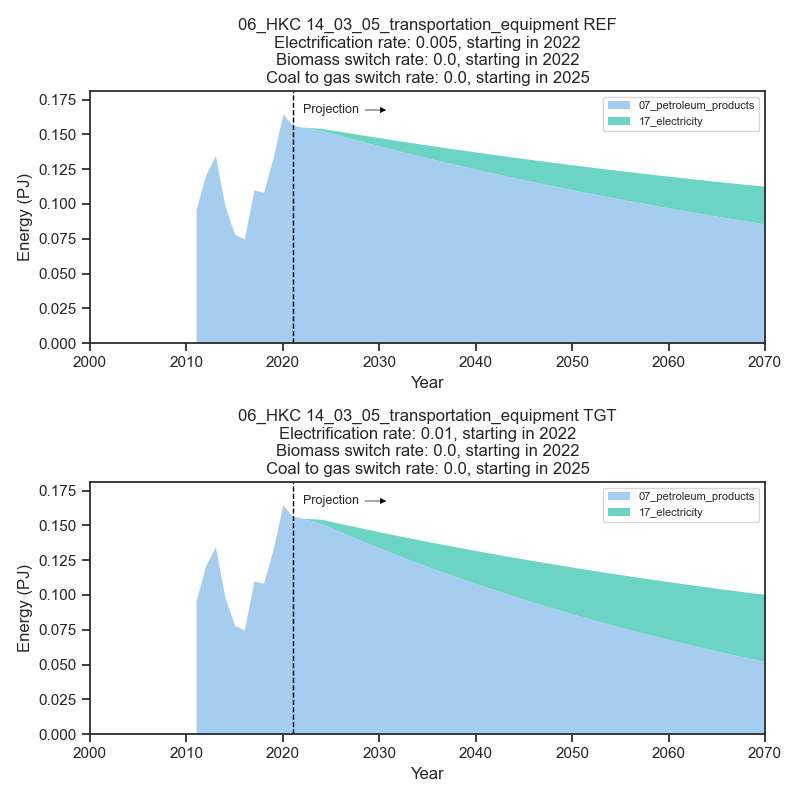 06_HKC 14_03_05_transportation_equipment REF
Electrification rate: 0.005, starting in 2022
Biomass switch rate: 0.0, starting in 2022
Coal to gas switch rate: 0.0, starting in 2025
Projection
07_petroleum_products
17_electricity
Energy (PJ)
0.175
0.150
0.125
0.100
0.075
0.050
0.025
0.000
2000 2010 2020 2030 2040 2050 2060 2070
Year
06_HKC 14_03_05_transportation_equipment TGT
Electrification rate: 0.01, starting in 2022
Biomass switch rate: 0.0, starting in 2022
Coal to gas switch rate: 0.0, starting in 2025
Projection
07_petroleum_products
17_electricity
Energy (PJ)
0.175
0.150
0.125
0.100
0.075
0.050
0.025
0.000
2000 2010 2020 2030 2040 2050 2060 2070
Year